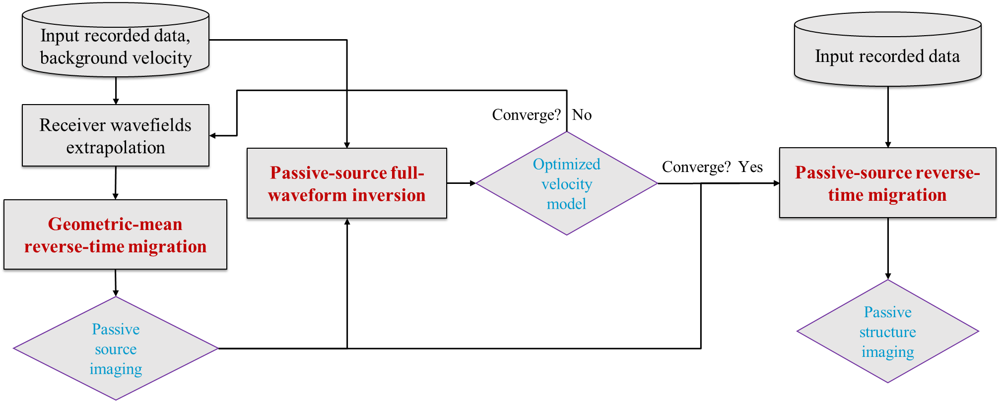 Input recorded data,
background velocity
Receiver wavefields
extrapolation
Geometric-mean
reverse-time migration
Passive
source
imaging
Passive-source full-
waveform inversion
Converge? No
Optimized
velocity
model
Converge? Yes
Input recorded data
Passive-source reverse-
time migration
Passive
structure
imaging